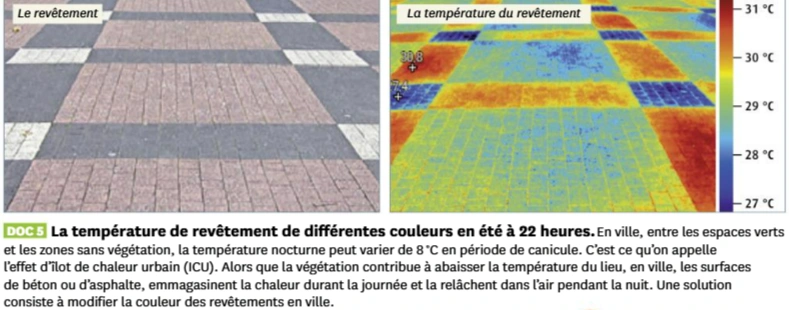 Le revêtement
La température du revêtement
31 °C
30 °C
29 °C
28 °C
27 °C
DOC 5 La température de revêtement de différentes couleurs en été à 22 heures. En ville, entre les espaces verts
et les zones sans végétation, la température nocturne peut varier de 8 °C en période de canicule. C'est ce qu'on appelle
l'effet d'îlot de chaleur urbain (ICU). Alors que la végétation contribue à abaisser la température du lieu, en ville, les surfaces
de béton ou d'asphalte, emmagasinent la chaleur durant la journée et la relâchent dans l'air pendant la nuit. Une solution
consiste à modifier la couleur des revêtements en ville.